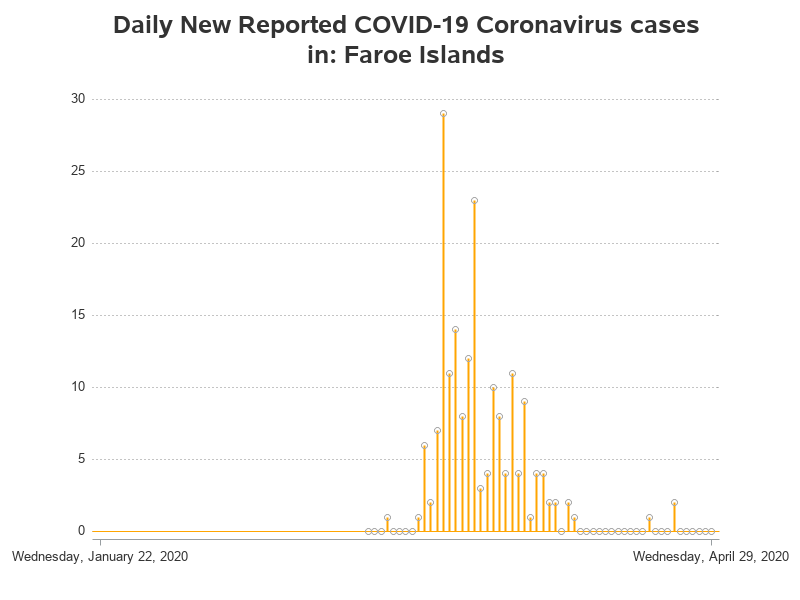 Daily New Reported COVID-19 Coronavirus cases
in: Faroe Islands
30
25
20
15
10
5
0
Wednesday, January 22, 2020 Wednesday, April 29, 2020